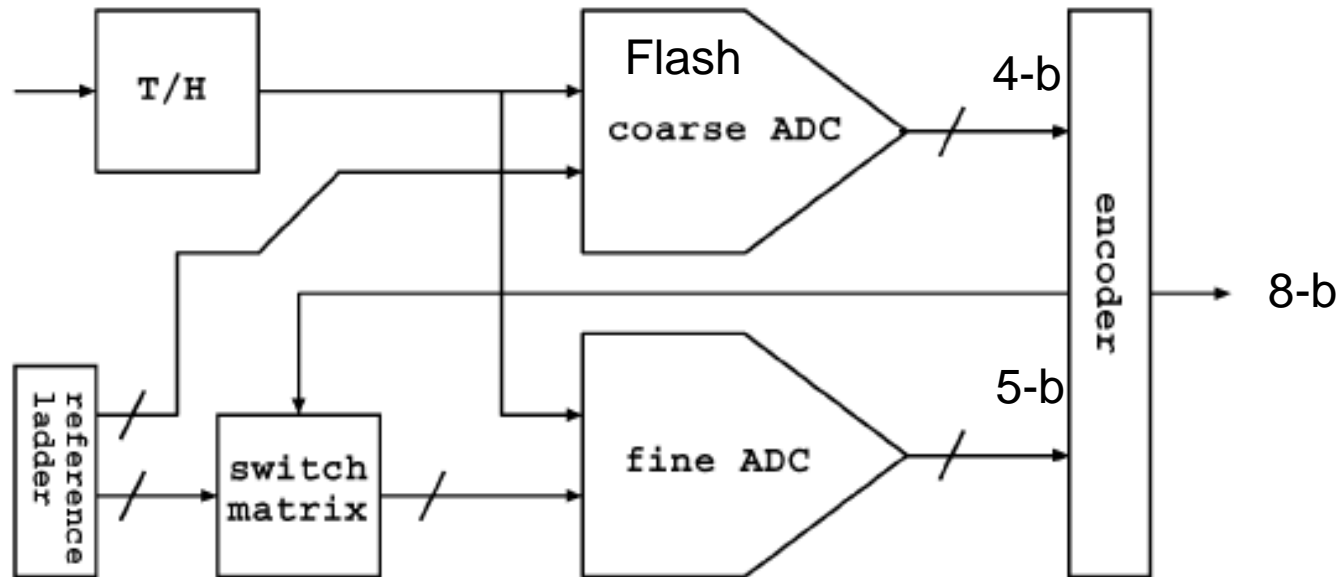 T/H
Flash
coarse ADC
4-b
encoder
8-b
reference
ladder
switch
matrix
fine ADC
5-b